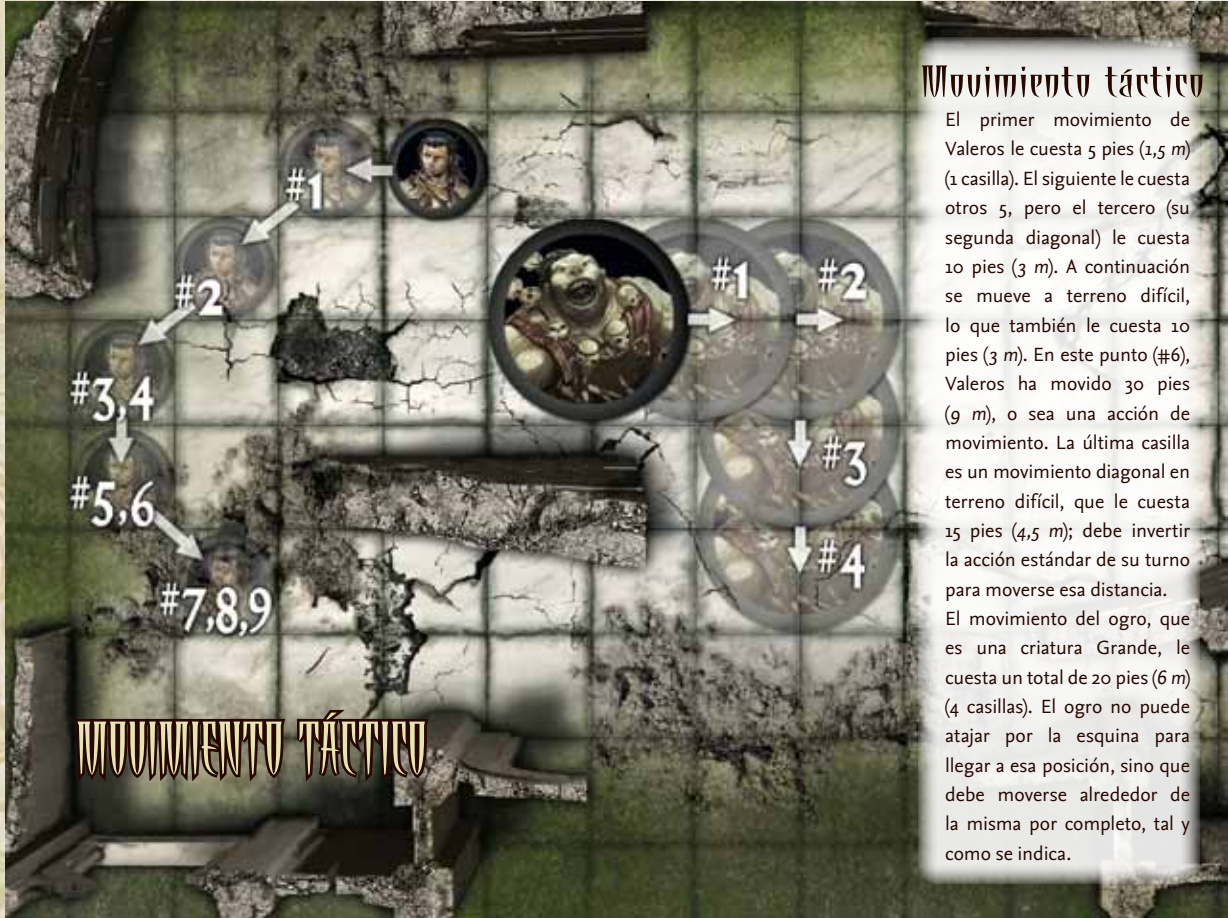 Movimiento táctico
El primer movimiento de
Valeros le cuesta 5 pies (1,5 m)
(1 casilla). El siguiente le cuesta
otros 5, pero el tercero (su
segunda diagonal) le cuesta
10 pies (3 m). A continuación
se mueve a terreno difícil,
lo que también le cuesta 10
pies (3 m). En este punto (#6),
Valeros ha movido 30 pies
(9 m), o sea una acción de
movimiento. La última casilla
es un movimiento diagonal en
terreno difícil, que le cuesta
15 pies (4,5 m); debe invertir
la acción estándar de su turno
para moverse esa distancia.
El movimiento del ogro, que
es una criatura Grande, le
cuesta un total de 20 pies (6 m)
(4 casillas). El ogro no puede
atajar por la esquina para
llegar a esa posición, sino que
debe moverse alrededor de
la misma por completo, tal y
como se indica.
#1
#2
#3,4
#5,6
#7,8,9
#1
#2
#3
#4
MOVIMIENTO TÁCTICO